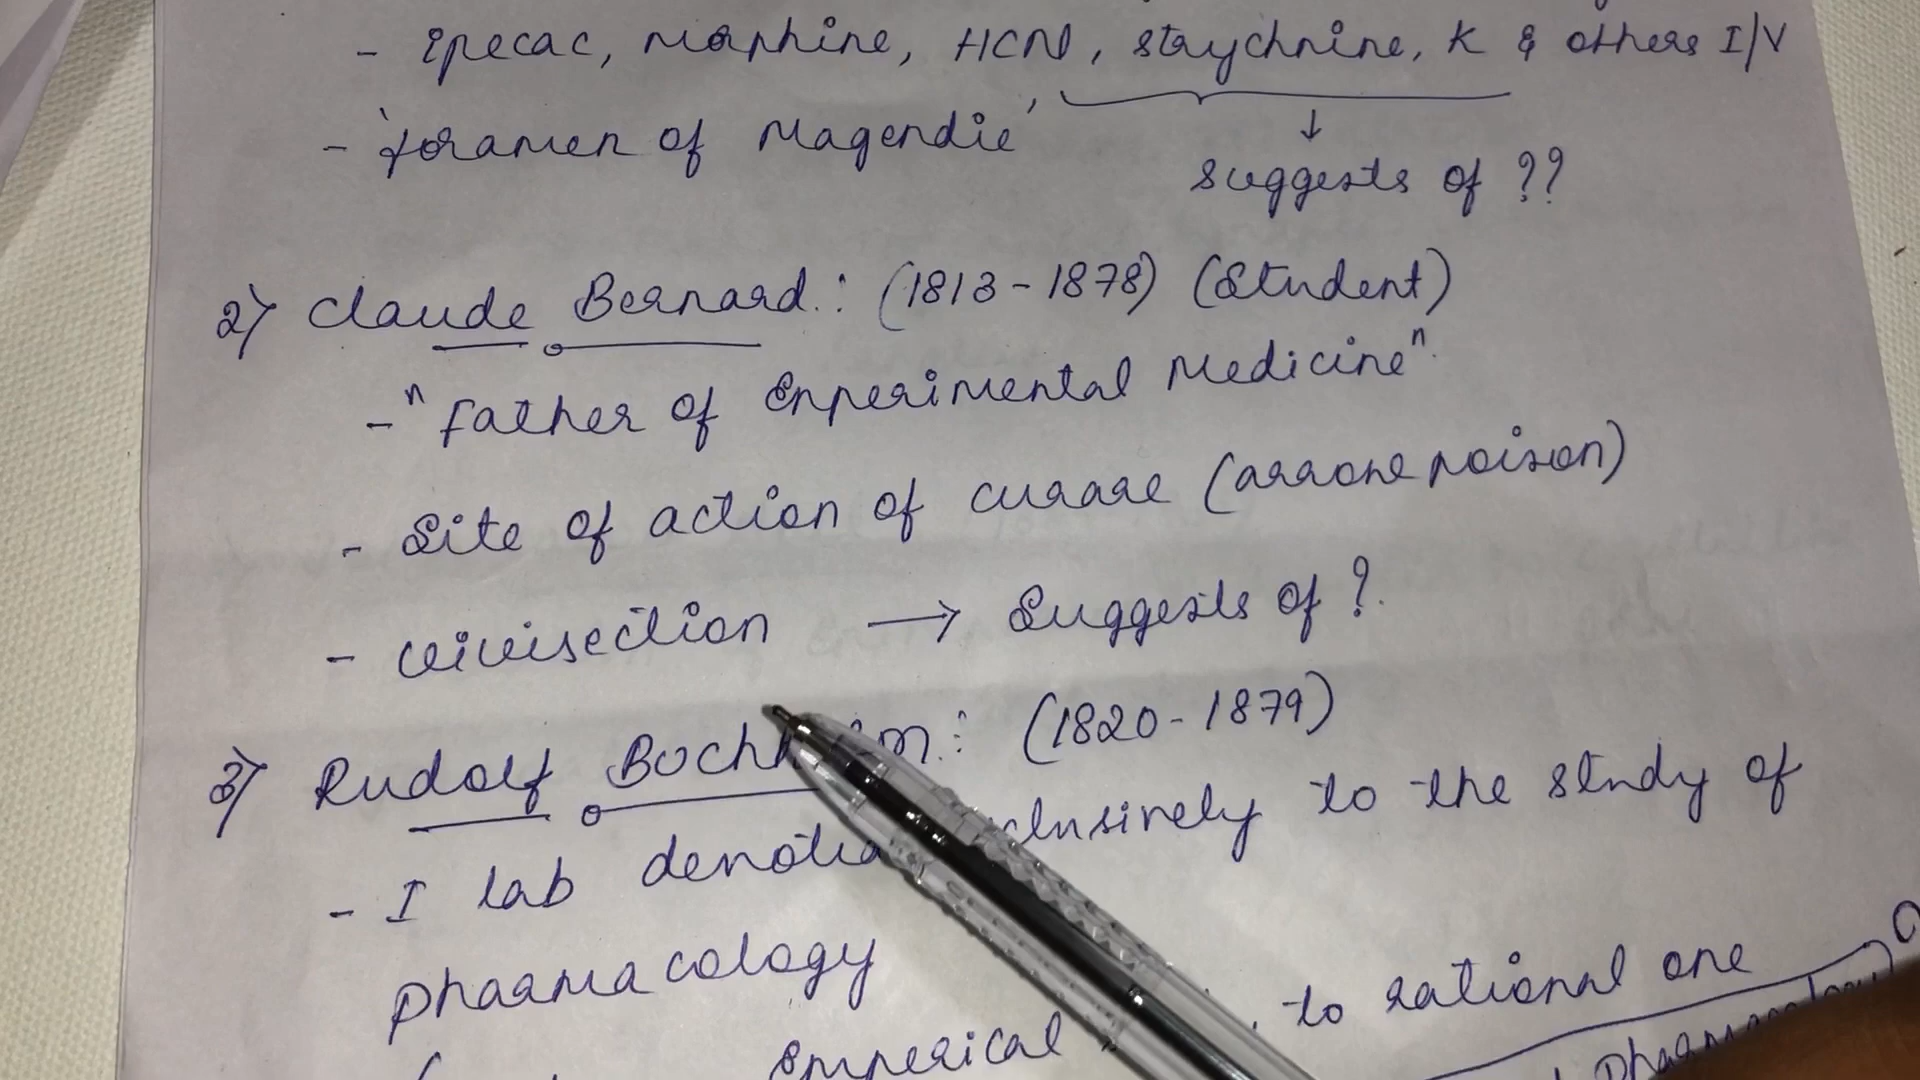 - Ipecac, Morphine, HCN, strychnine, K & others I/V
- 'foramen of Magendie'
↓
suggests of ??
2) Claude Bernard : (1813-1878) (Student)
- "Father of Experimental Medicine".
- Site of action of curare (arrow poison)
- vivisection → Suggests of ?
3) Rudolf : (1820-1879)
- I lab to the study of
pharmacology
emperical to rational one